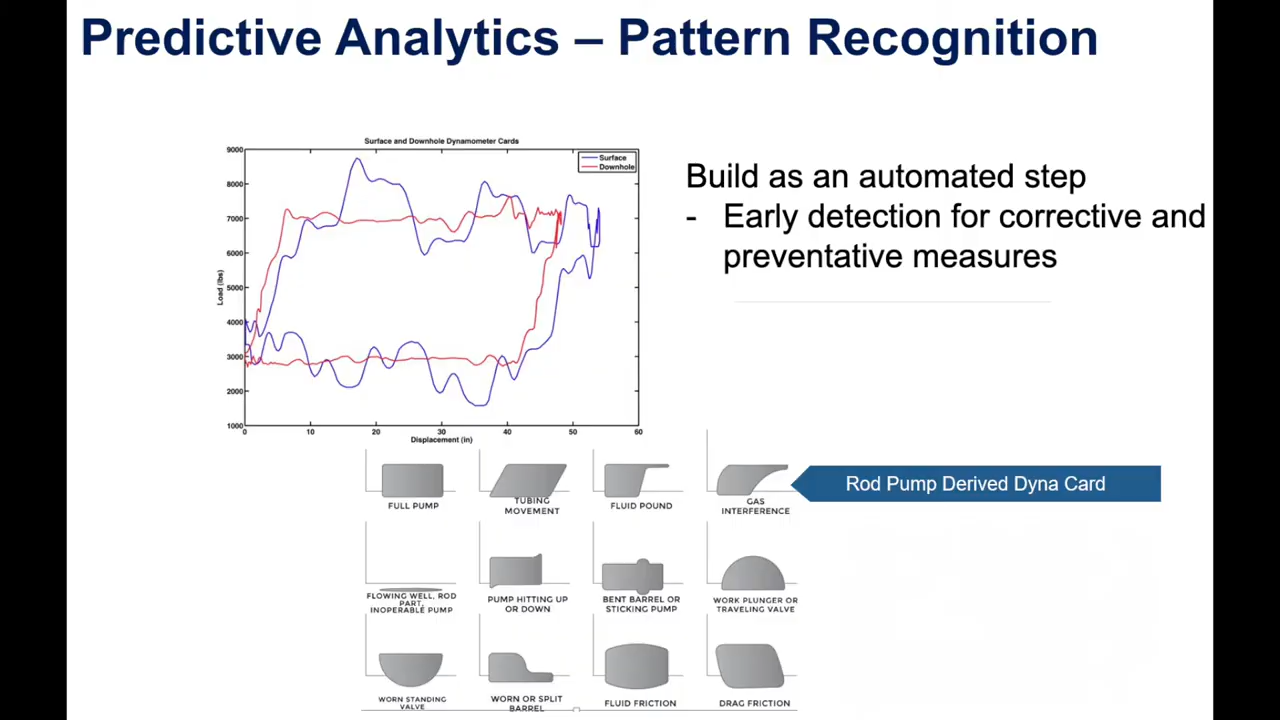 Predictive Analytics – Pattern Recognition
Surface and Downhole Dynamometer Cards
Surface
Downhole
9000
8000
7000
6000
5000
4000
3000
2000
1000
Load (lbs)
0 10 20 30 40 50 60
Displacement (in)
Build as an automated step
- Early detection for corrective and
preventative measures
Rod Pump Derived Dyna Card
FULL PUMP
TUBING
MOVEMENT
FLUID POUND
GAS
INTERFERENCE
FLOWING WELL, ROD
PART,
INOPERABLE PUMP
PUMP HITTING UP
OR DOWN
BENT BARREL OR
STICKING PUMP
WORK PLUNGER OR
TRAVELING VALVE
WORN STANDING
VALVE
WORN OR SPLIT
BARREL
FLUID FRICTION
DRAG FRICTION